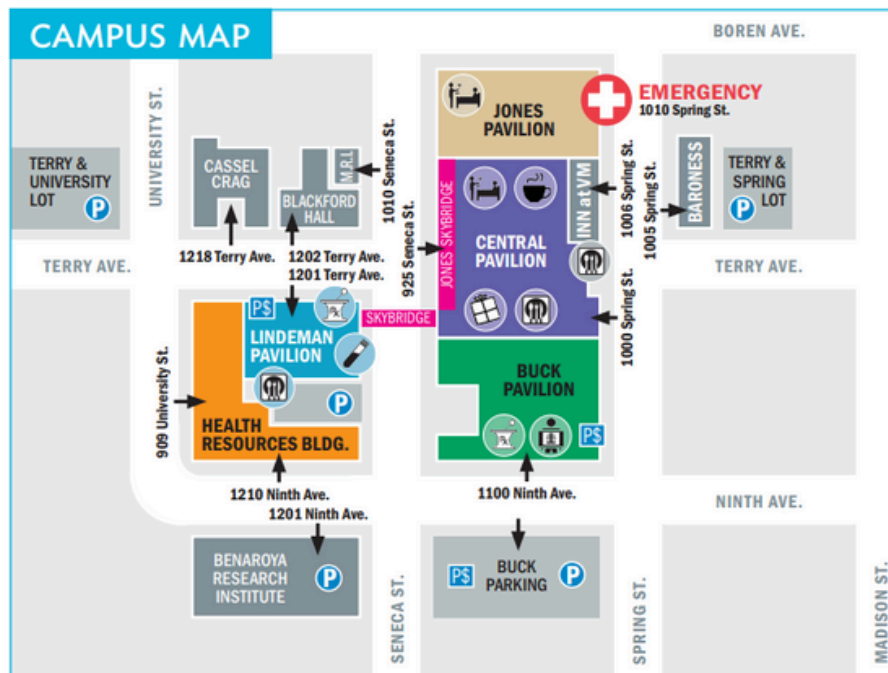 CAMPUS MAP
BOREN AVE.
UNIVERSITY ST.
JONES
PAVILION
EMERGENCY
1010 Spring St.
TERRY &
UNIVERSITY
LOT
P
CASSEL
CRAG
M.R.I.
BLACKFORD
HALL
1010 Seneca St.
1218 Terry Ave.
1202 Terry Ave.
1201 Terry Ave.
925 Seneca St.
JONES SKYBRIDGE
CENTRAL
PAVILION
INN at VM
1006 Spring St.
1005 Spring St.
BARONESS
TERRY &
SPRING
LOT
P
TERRY AVE.
TERRY AVE.
1000 Spring St.
P$
Rx
LINDEMAN
PAVILION
SKYBRIDGE
P
909 University St.
HEALTH
RESOURCES BLDG.
BUCK
PAVILION
Rx
P$
1210 Ninth Ave.
1201 Ninth Ave.
1100 Ninth Ave.
NINTH AVE.
BENAROYA
RESEARCH
INSTITUTE
P
P$
BUCK
PARKING
P
SENECA ST.
SPRING ST.
MADISON ST.